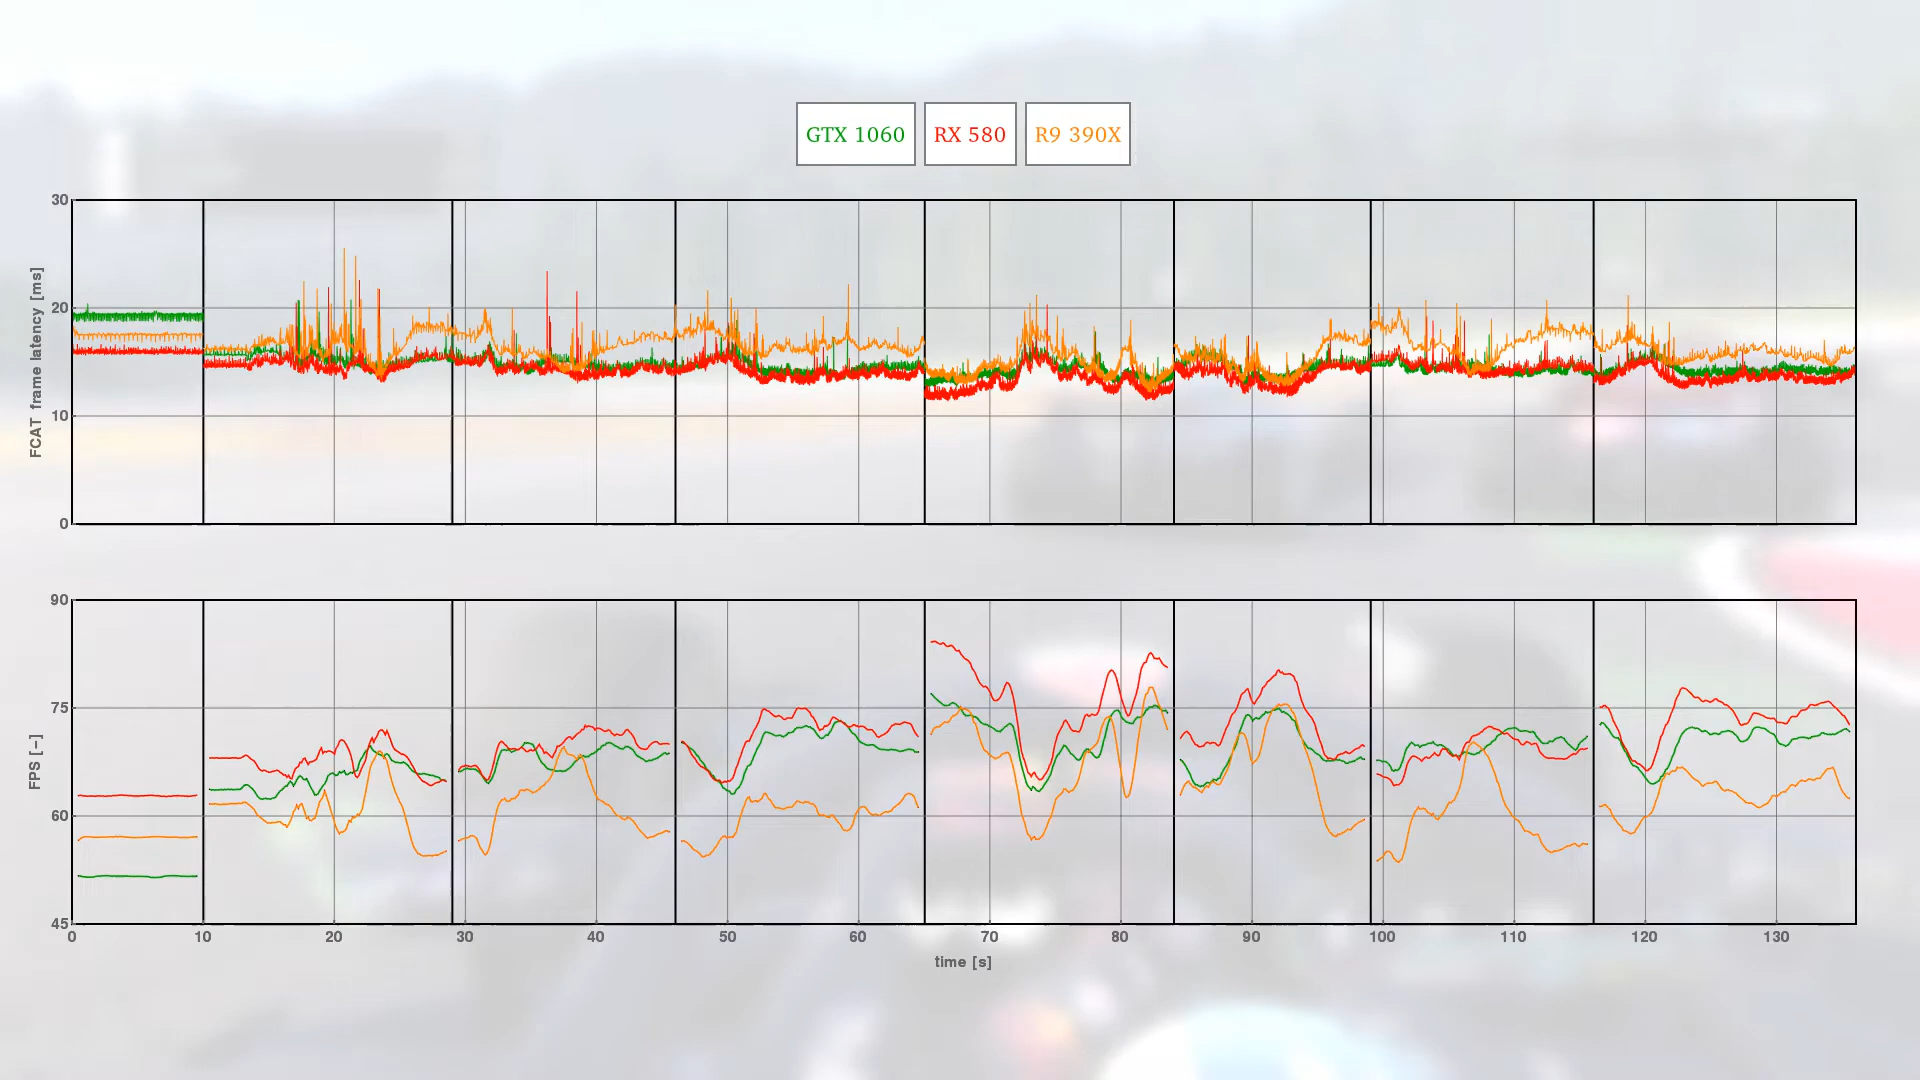 GTX 1060 RX 580 R9 390X
30
20
10
0
FCAT frame latency [ms]
90
75
60
45
FPS [−]
0 10 20 30 40 50 60 70 80 90 100 110 120 130
time [s]